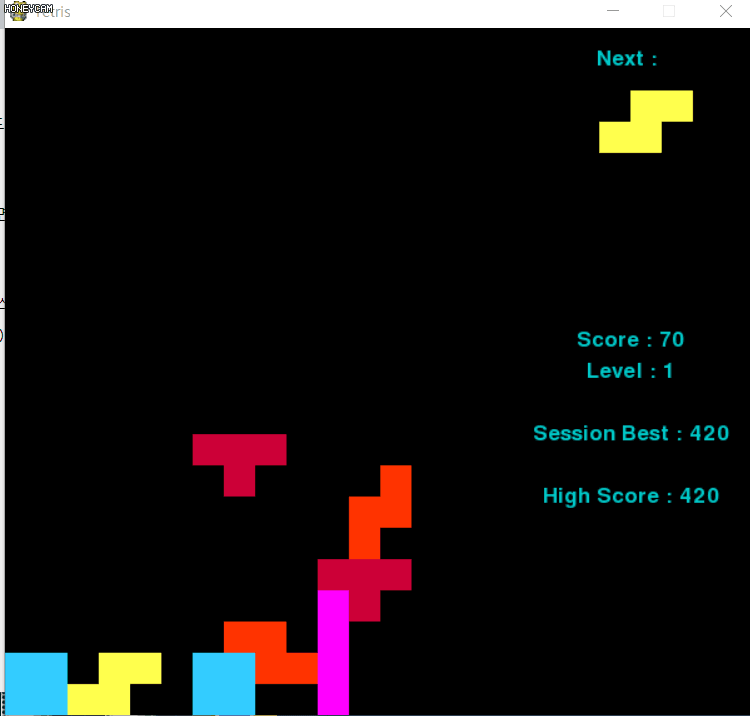 HONEYCAM
Tetris
Next :
Score : 70
Level : 1
Session Best : 420
High Score : 420